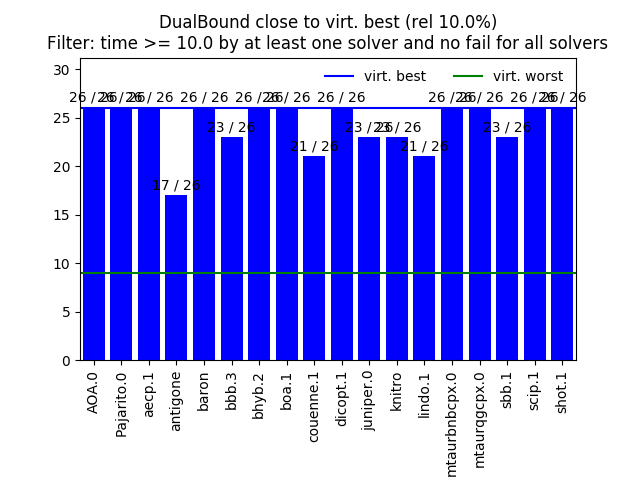 DualBound close to virt. best (rel 10.0%)
Filter: time >= 10.0 by at least one solver and no fail for all solvers
virt. best
virt. worst
30
25
20
15
10
5
0
26 / 26
26 / 26
26 / 26
17 / 26
26 / 26
23 / 26
26 / 26
26 / 26
21 / 26
26 / 26
23 / 26
23 / 26
21 / 26
26 / 26
26 / 26
23 / 26
26 / 26
26 / 26
AOA.0
Pajarito.0
aecp.1
antigone
baron
bbb.3
bhyb.2
boa.1
couenne.1
dicopt.1
juniper.0
knitro
lindo.1
mtaurbnbcpx.0
mtaurqgcpx.0
sbb.1
scip.1
shot.1